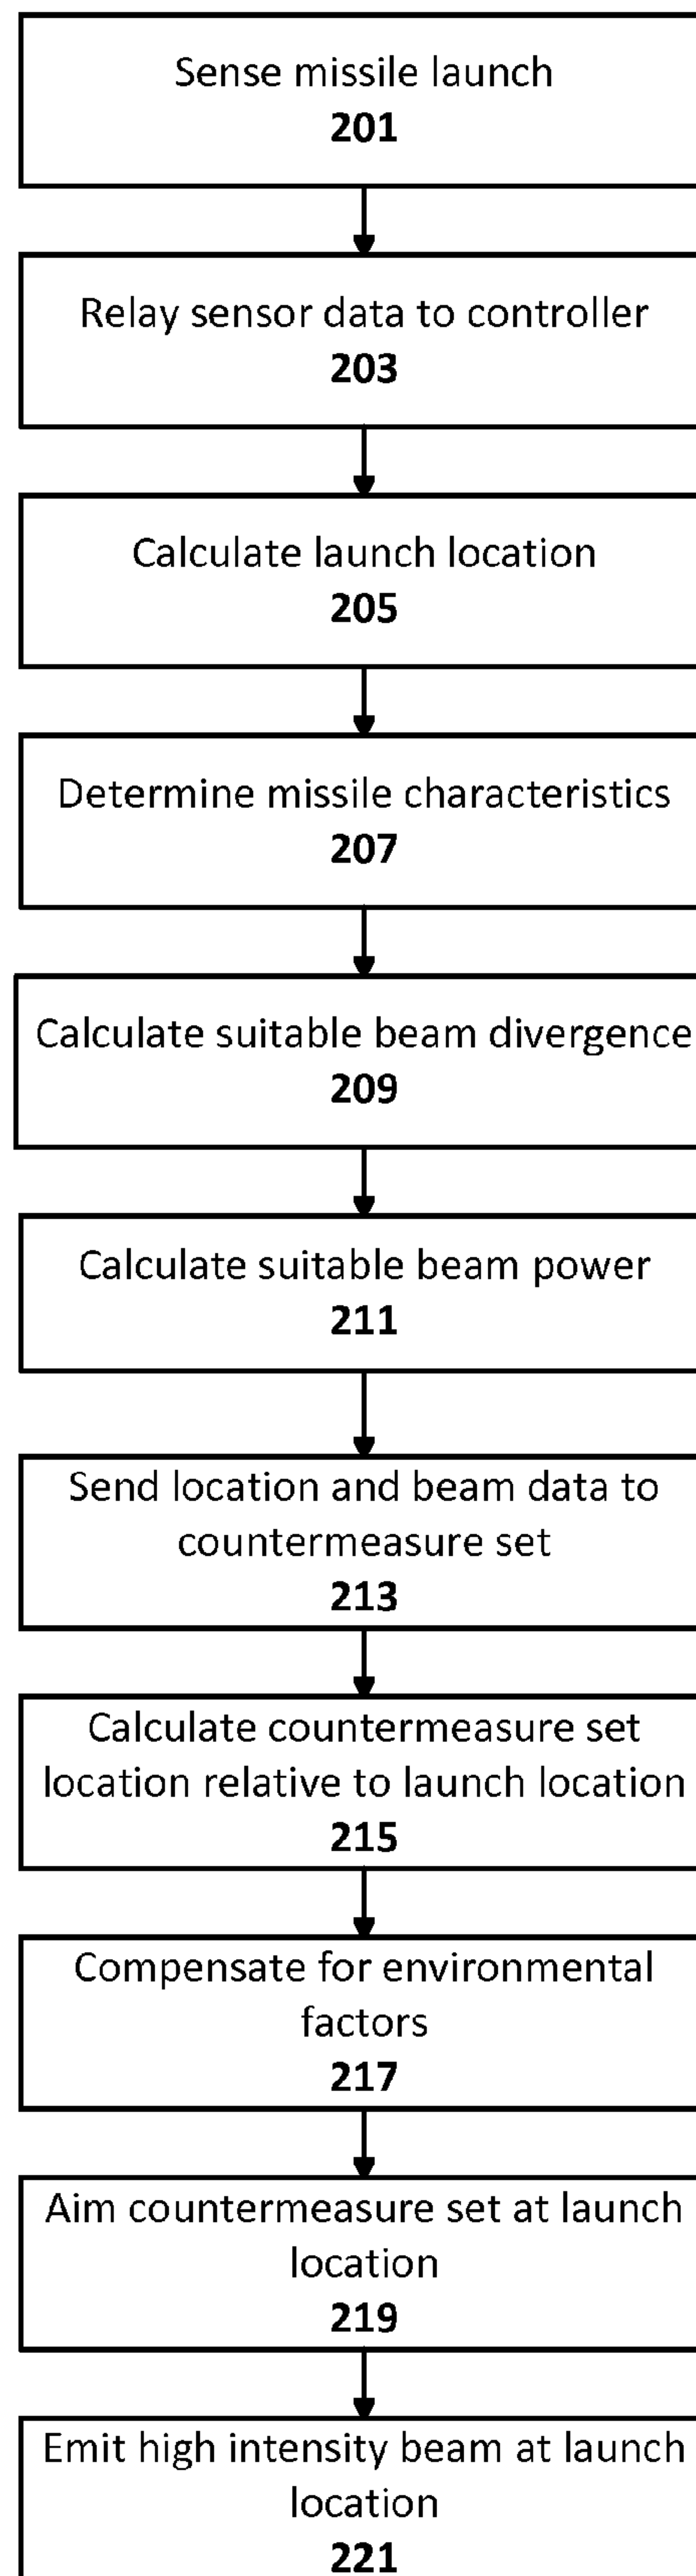 Sense missile launch
201
Relay sensor data to controller
203
Calculate launch location
205
Determine missile characteristics
207
Calculate suitable beam divergence
209
Calculate suitable beam power
211
Send location and beam data to
countermeasure set
213
Calculate countermeasure set
location relative to launch location
215
Compensate for environmental
factors
217
Aim countermeasure set at launch
location
219
Emit high intensity beam at launch
location
221